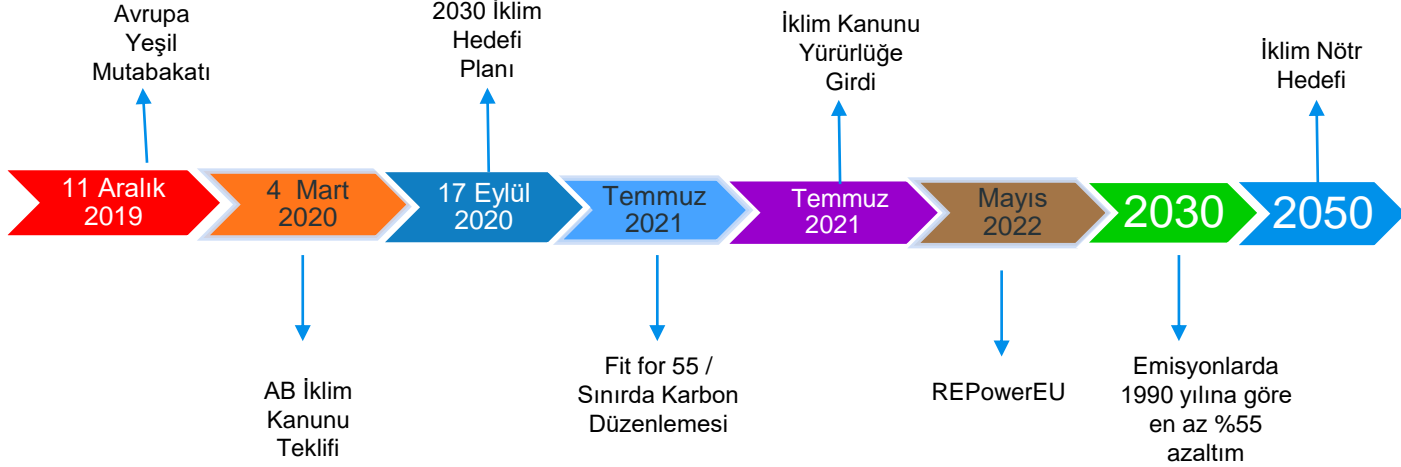 Avrupa
Yeşil
Mutabakatı
2030 İklim
Hedefi
Planı
İklim Kanunu
Yürürlüğe
Girdi
İklim Nötr
Hedefi
11 Aralık
2019
4 Mart
2020
17 Eylül
2020
Temmuz
2021
Temmuz
2021
Mayıs
2022
2030
2050
AB İklim
Kanunu
Teklifi
Fit for 55 /
Sınırda Karbon
Düzenlemesi
REPowerEU
Emisyonlarda
1990 yılına göre
en az %55
azaltım